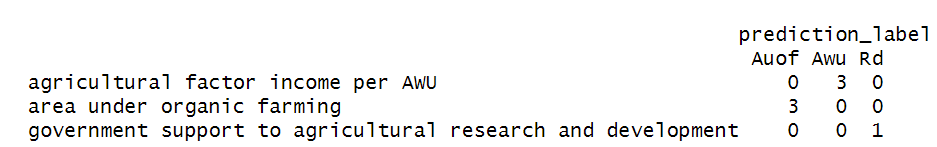 prediction_label
Auof Awu Rd
agricultural factor income per AWU 0 3 0
area under organic farming 3 0 0
government support to agricultural research and development 0 0 1